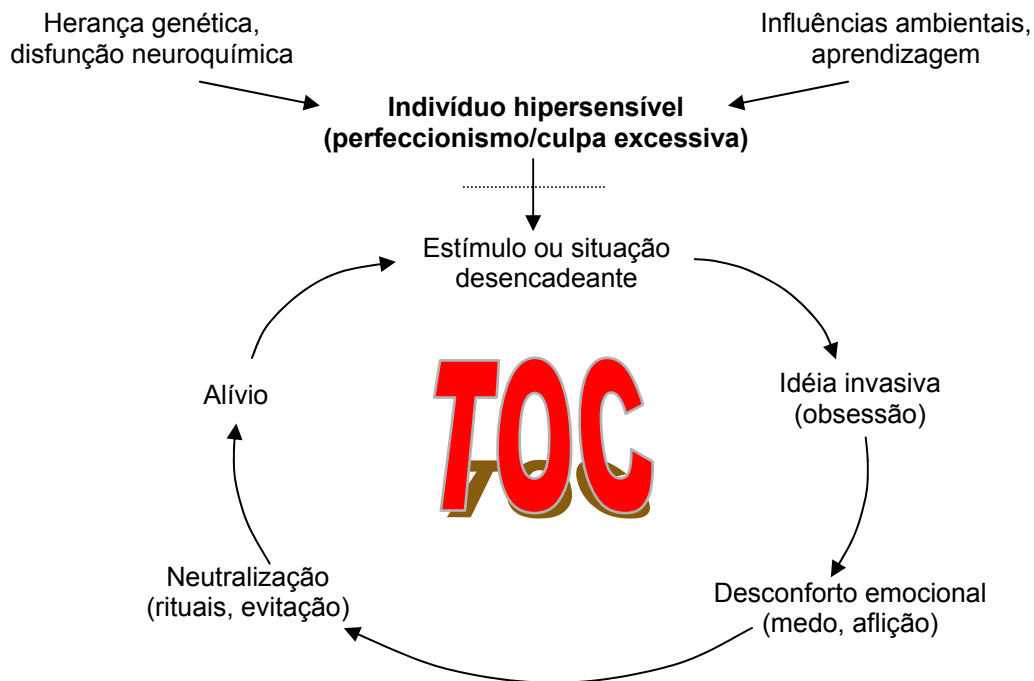 Herança genética,
disfunção neuroquímica
Influências ambientais,
aprendizagem
Indivíduo hipersensível
(perfeccionismo/culpa excessiva)
Estímulo ou situação
desencadeante
Idéia invasiva
(obsessão)
Desconforto emocional
(medo, aflição)
Neutralização
(rituais, evitação)
Alívio
TOC